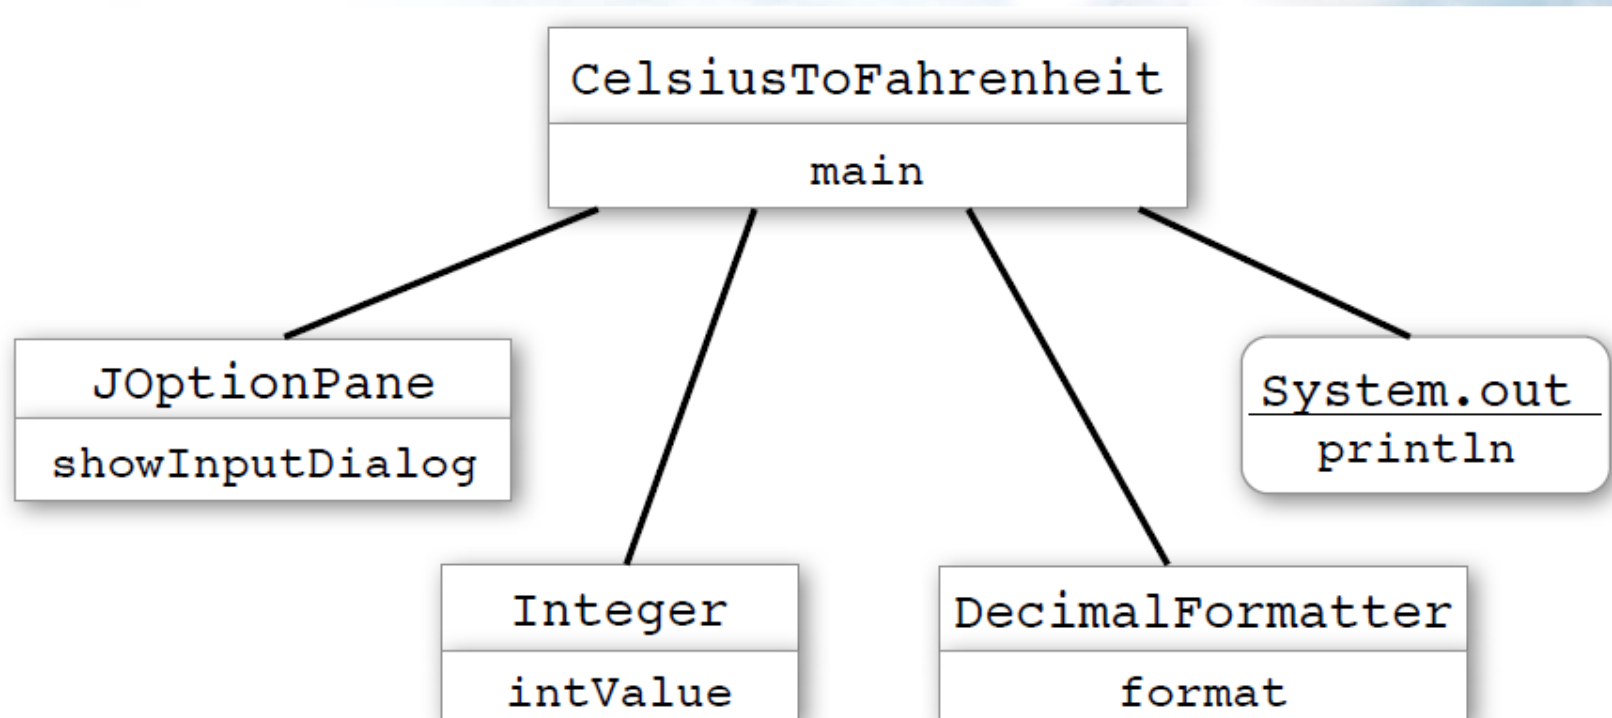 CelsiusToFahrenheit
main
JOptionPane
showInputDialog
System.out
println
Integer
intValue
DecimalFormatter
format